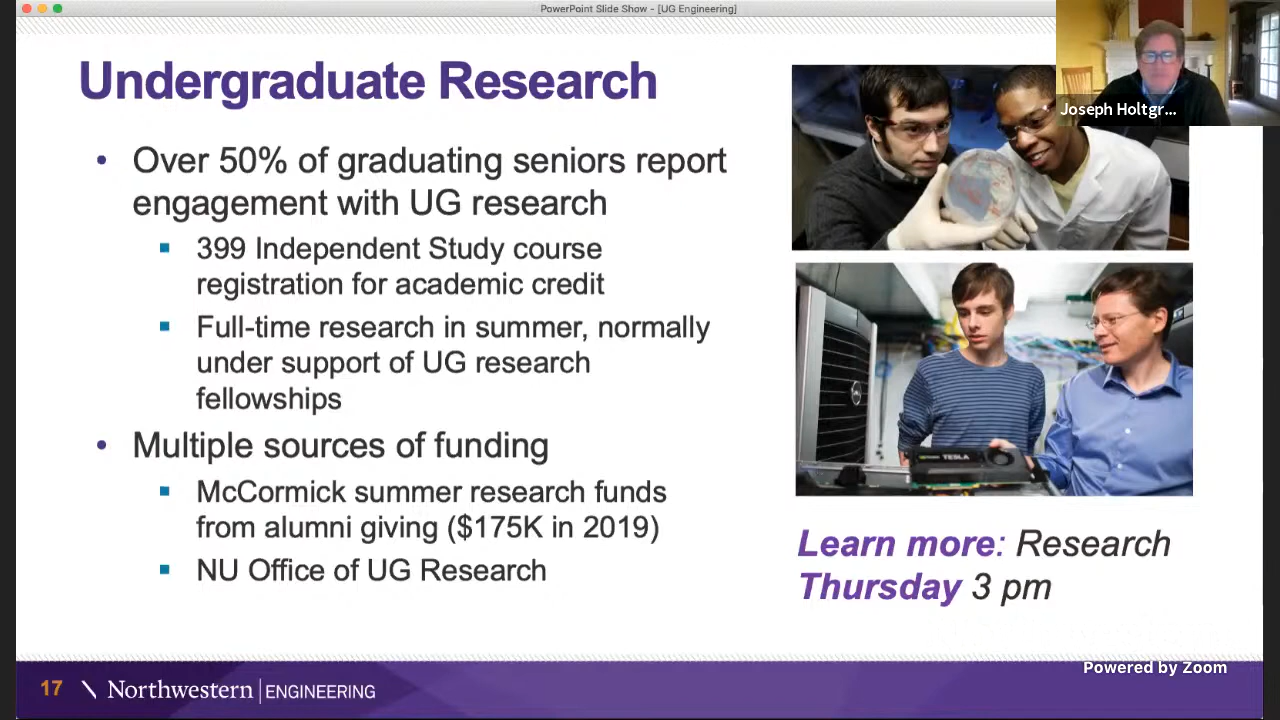 PowerPoint Slide Show - [UG Engineering]
Joseph Holtgr...
Undergraduate Research
• Over 50% of graduating seniors report
engagement with UG research
▪ 399 Independent Study course
registration for academic credit
▪ Full-time research in summer, normally
under support of UG research
fellowships
• Multiple sources of funding
▪ McCormick summer research funds
from alumni giving ($175K in 2019)
▪ NU Office of UG Research
TESLA
Learn more: Research
Thursday 3 pm
Powered by Zoom
17 Northwestern | ENGINEERING